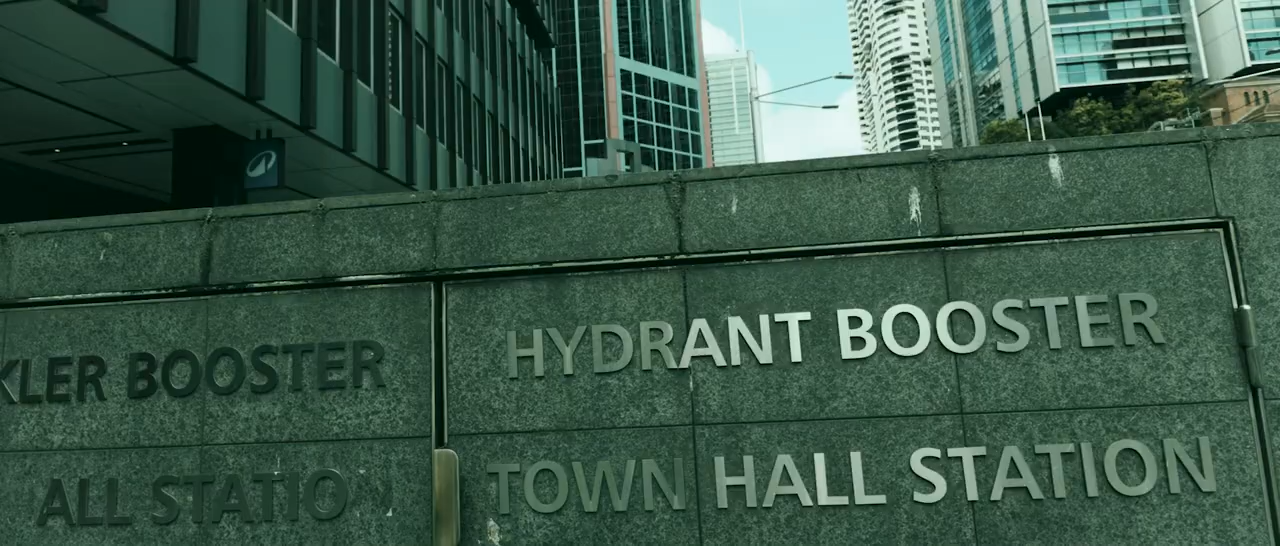 KLER BOOSTER
ALL STATIO
HYDRANT BOOSTER
TOWN HALL STATION